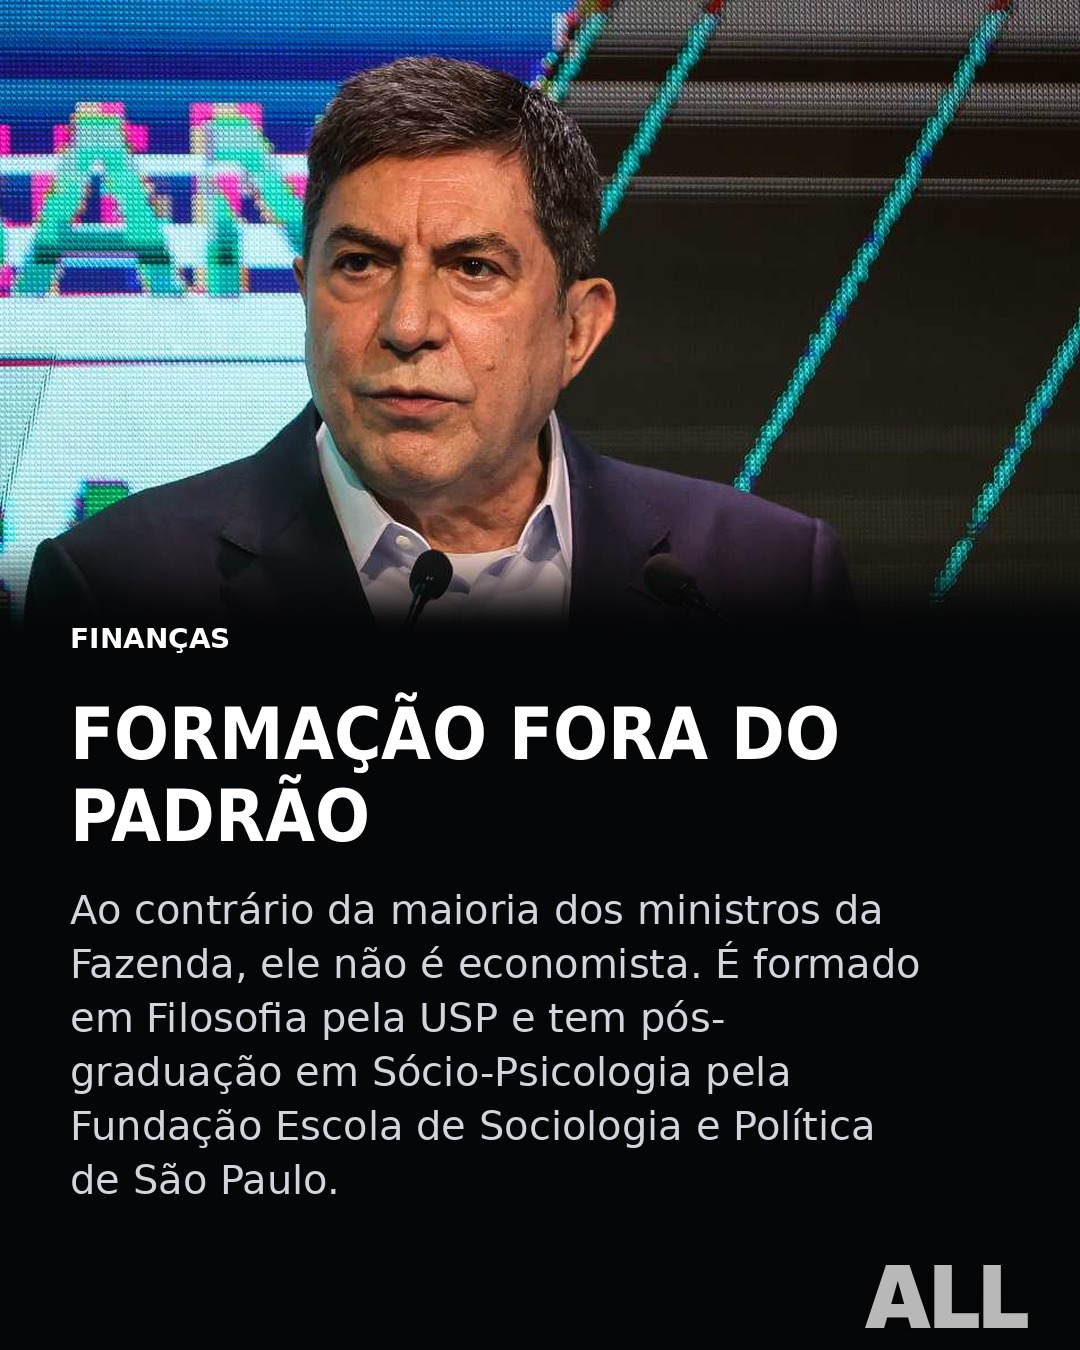 AN
FINANÇAS
FORMAÇÃO FORA DO
PADRÃO
Ao contrário da maioria dos ministros da
Fazenda, ele não é economista. É formado
em Filosofia pela USP e tem pós-
graduação em Sócio-Psicologia pela
Fundação Escola de Sociologia e Política
de São Paulo.
ALL